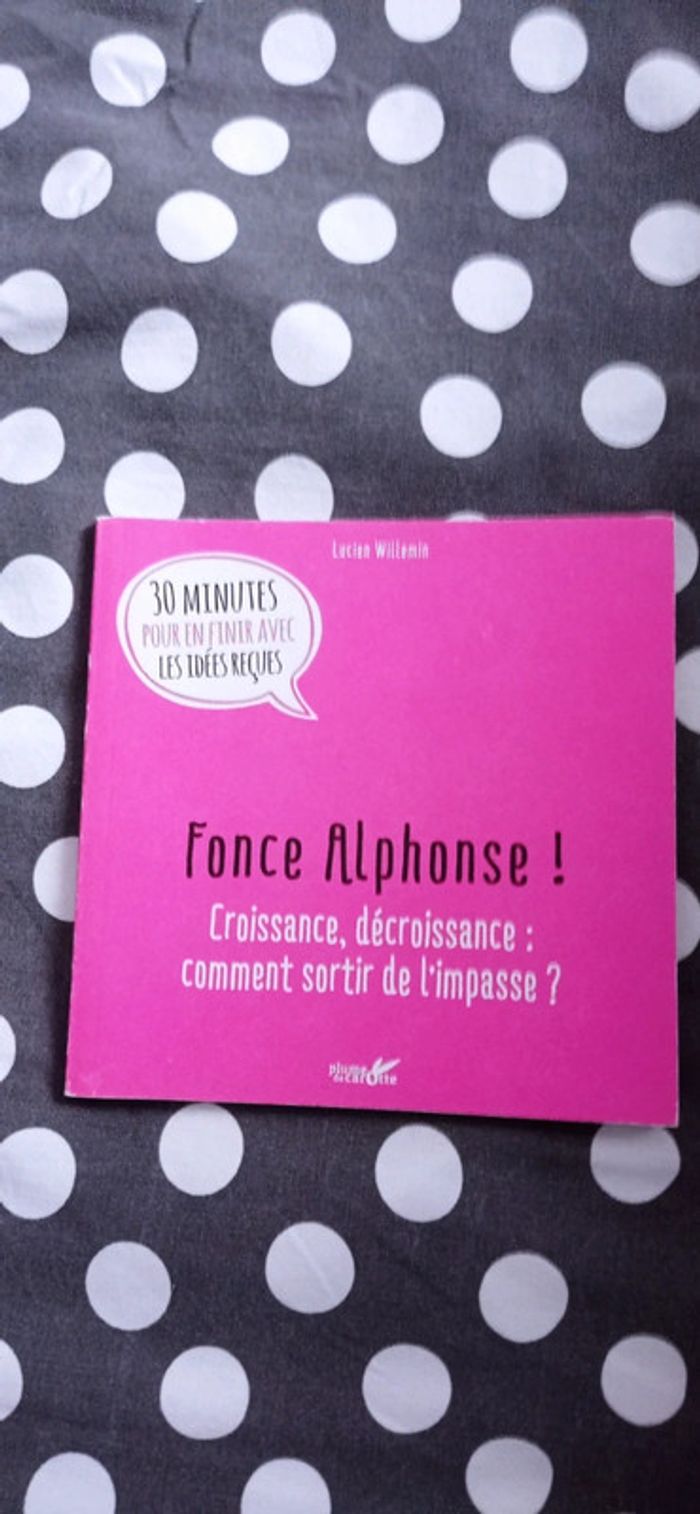 Lucien Willemin
30 MINUTES
POUR EN FINIR AVEC
LES IDÉES REÇUES
Fonce Alphonse !
Croissance, décroissance :
comment sortir de l'impasse ?
plume
de carotte